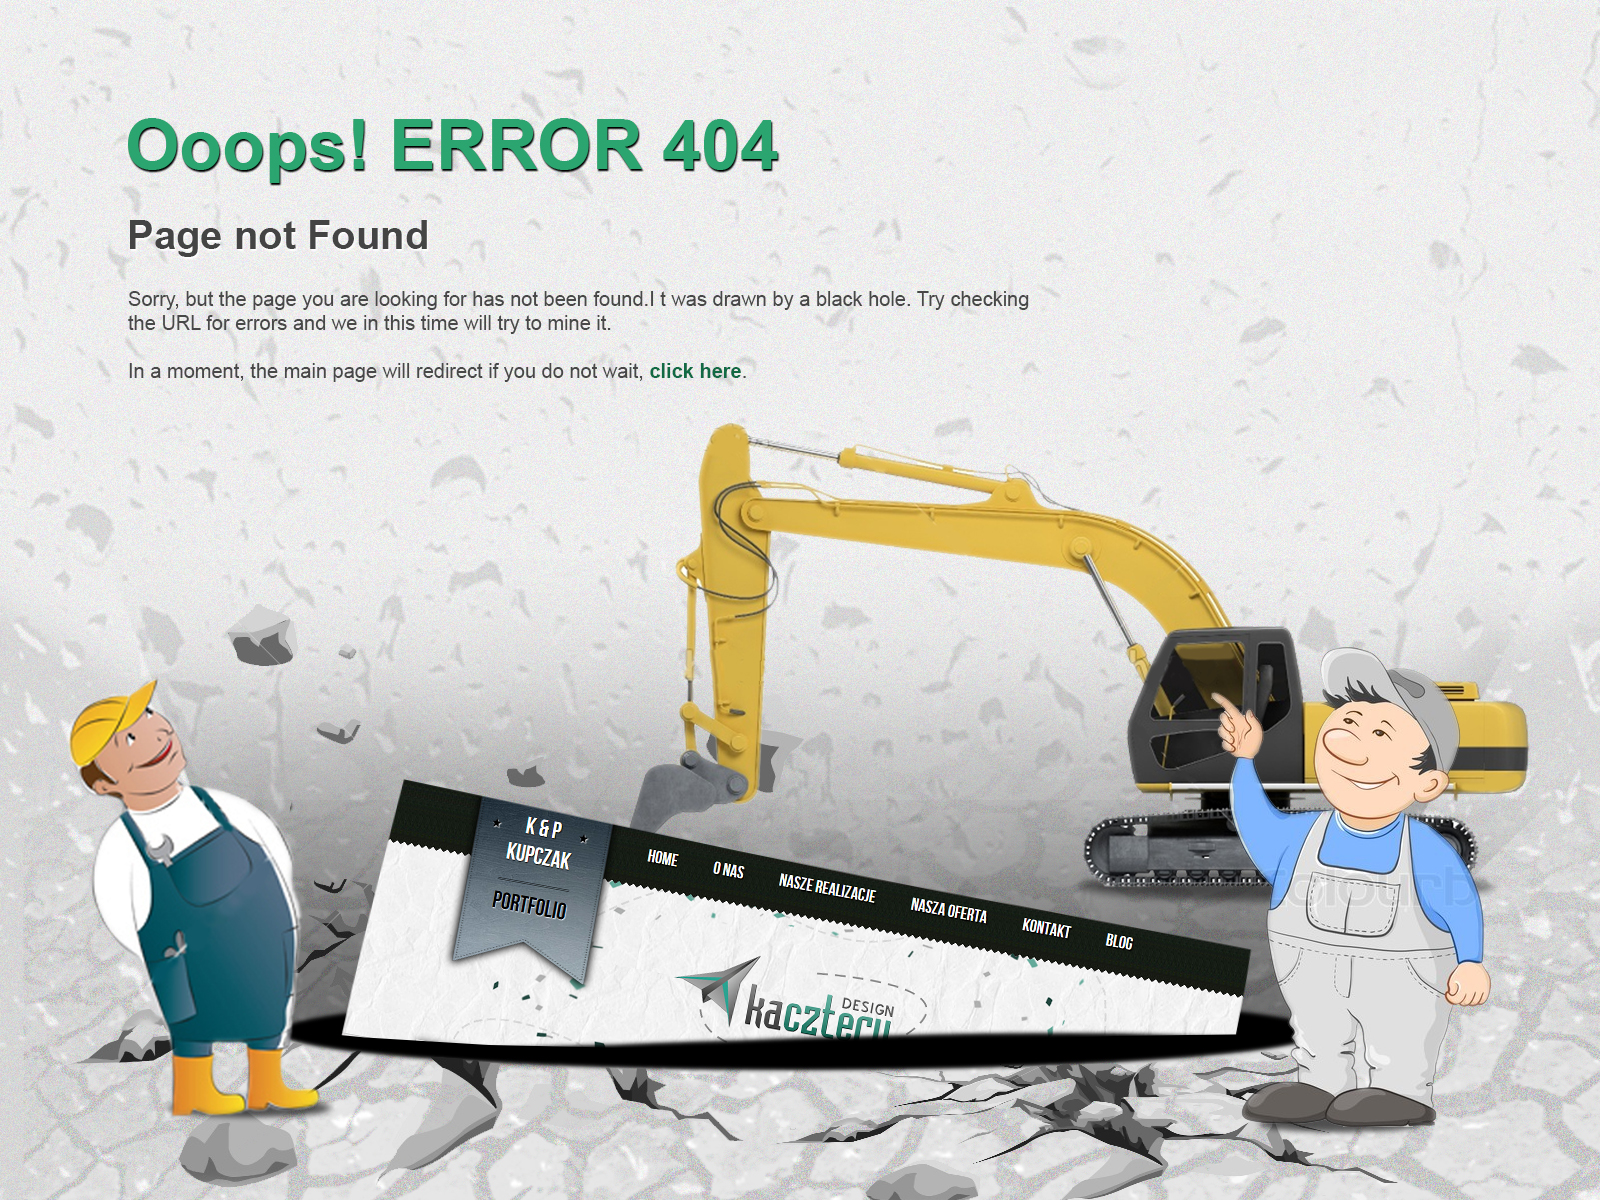 Ooops! ERROR 404
Page not Found
Sorry, but the page you are looking for has not been found.I t was drawn by a black hole. Try checking
the URL for errors and we in this time will try to mine it.
In a moment, the main page will redirect if you do not wait, click here.
K & P
KUPCZAK
PORTFOLIO
HOME
O NAS
NASZE REALIZACJE
NASZA OFERTA
KONTAKT
BLOG
DESIGN